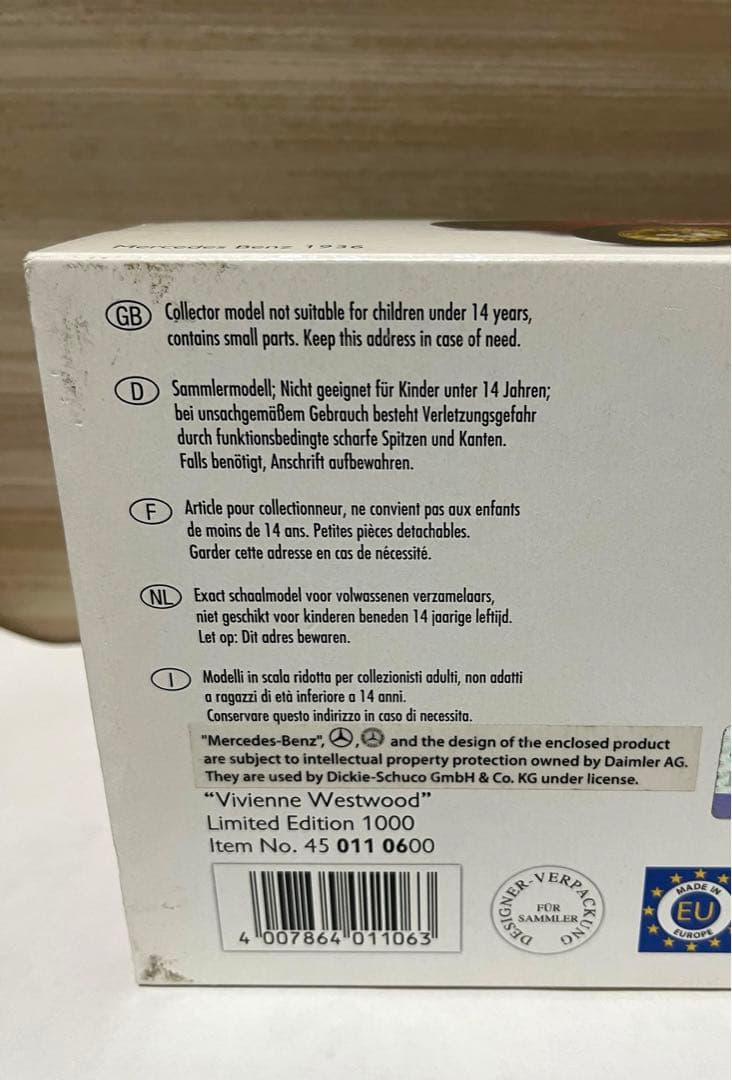 Mercedes Benz 1936
GB Collector model not suitable for children under 14 years,
contains small parts. Keep this address in case of need.
D Sammlermodell; Nicht geeignet für Kinder unter 14 Jahren;
bei unsachgemäßem Gebrauch besteht Verletzungsgefahr
durch funktionsbedingte scharfe Spitzen und Kanten.
Falls benötigt, Anschrift aufbewahren.
F Article pour collectionneur, ne convient pas aux enfants
de moins de 14 ans. Petites pièces detachables.
Garder cette adresse en cas de nécessité.
NL Exact schaalmodel voor volwassenen verzamelaars,
niet geschikt voor kinderen beneden 14 jaarige leftijd.
Let op: Dit adres bewaren.
I Modelli in scala ridotta per collezionisti adulti, non adatti
a ragazzi di età inferiore a 14 anni.
Conservare questo indirizzo in caso di necessita.
"Mercedes-Benz", , and the design of the enclosed product
are subject to intellectual property protection owned by Daimler AG.
They are used by Dickie-Schuco GmbH & Co. KG under license.
“Vivienne Westwood”
Limited Edition 1000
Item No. 45 011 0600
4 007864 011063
DESIGNER-VERPACKUNG
FÜR
SAMMLER
MADE IN
EU
EUROPE